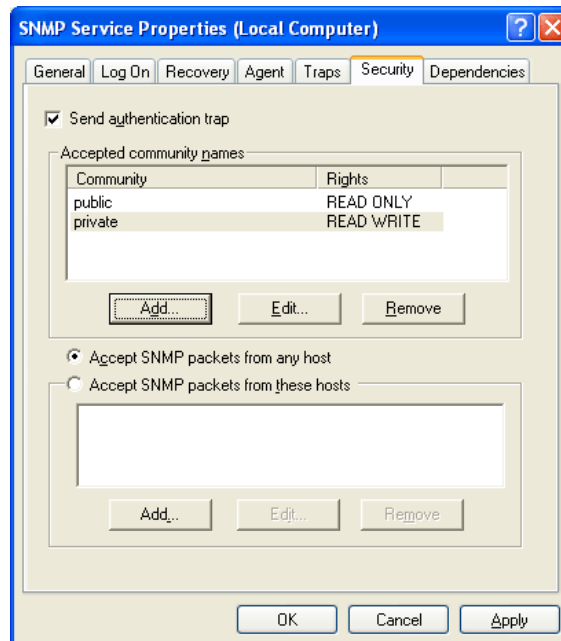 SNMP Service Properties (Local Computer)
General Log On Recovery Agent Traps Security Dependencies
Send authentication trap
Accepted community names
Community Rights
public READ ONLY
private READ WRITE
Add... Edit... Remove
Accept SNMP packets from any host
Accept SNMP packets from these hosts
Add... Edit... Remove
OK Cancel Apply